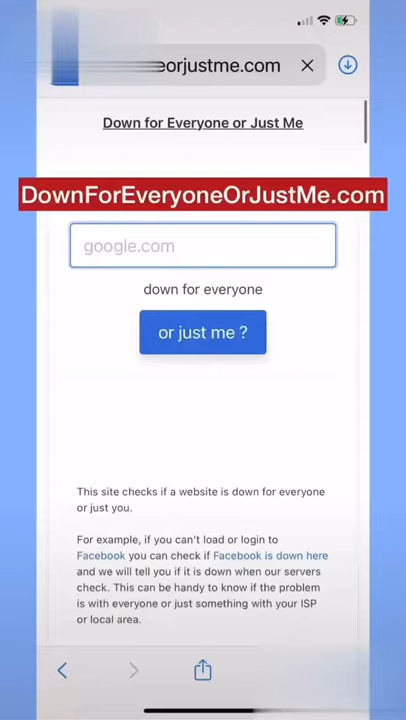 eorjustme.com
Down for Everyone or Just Me
DownForEveryoneOrJustMe.com
google.com
down for everyone
or just me ?
This site checks if a website is down for everyone
or just you.
For example, if you can't load or login to
Facebook you can check if Facebook is down here
and we will tell you if it is down when our servers
check. This can be handy to know if the problem
is with everyone or just something with your ISP
or local area.